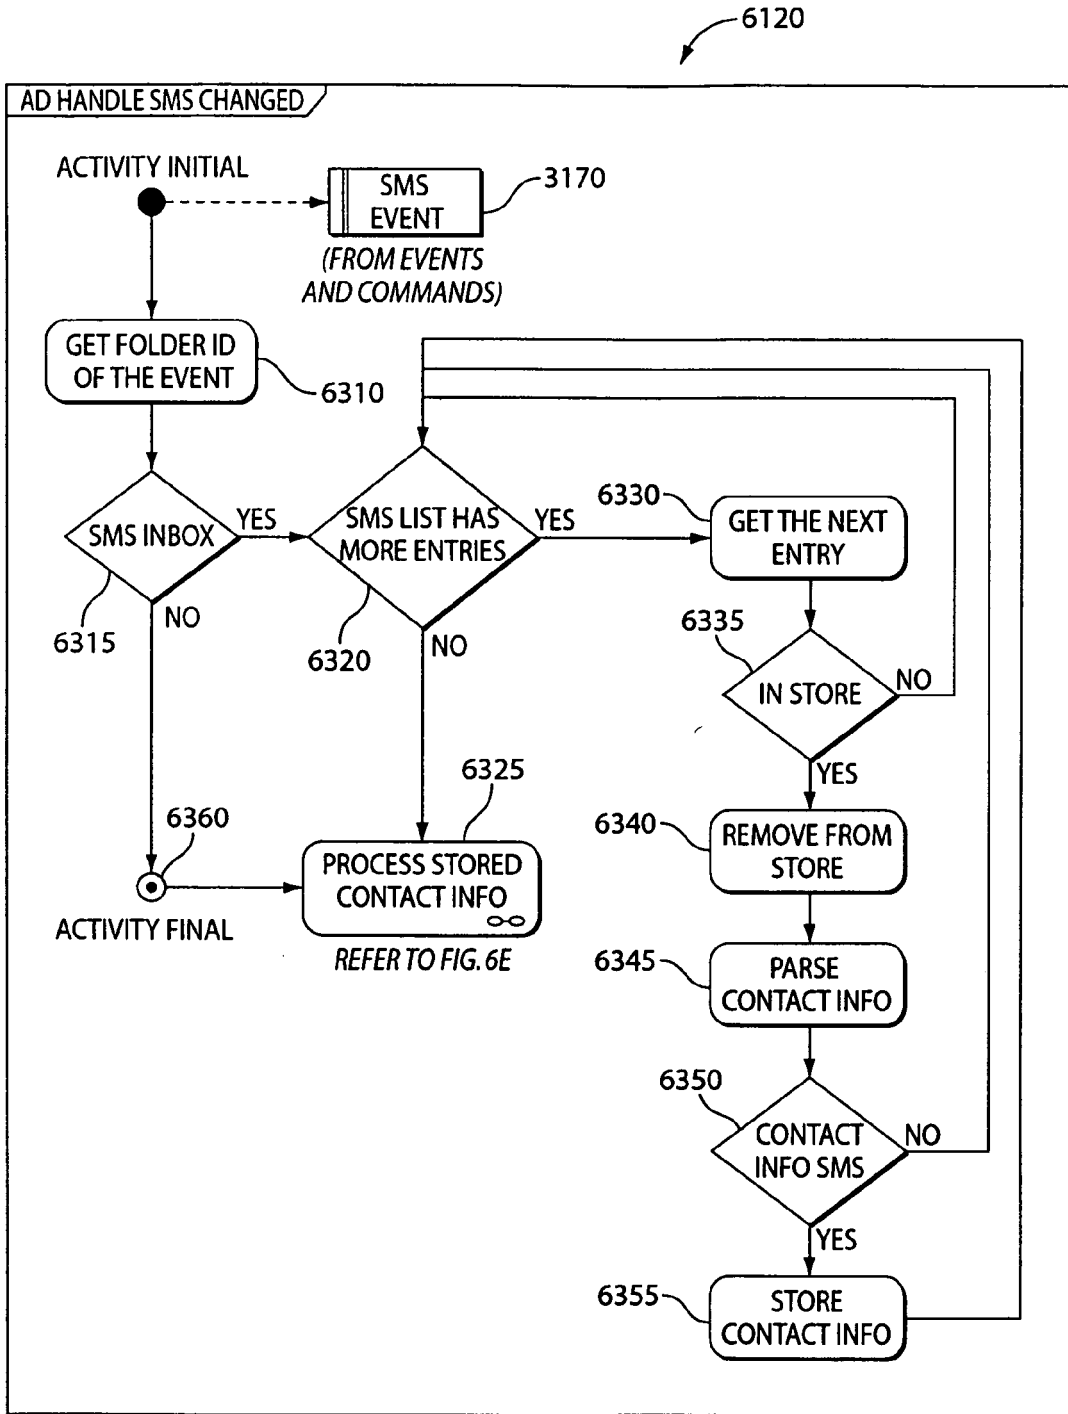 6120
AD HANDLE SMS CHANGED
ACTIVITY INITIAL
SMS
EVENT
3170
(FROM EVENTS
AND COMMANDS)
GET FOLDER ID
OF THE EVENT
6310
SMS INBOX
YES
NO
6315
SMS LIST HAS
MORE ENTRIES
YES
NO
6320
6330
GET THE NEXT
ENTRY
6335
IN STORE
NO
YES
6360
ACTIVITY FINAL
6325
PROCESS STORED
CONTACT INFO
REFER TO FIG. 6E
6340
REMOVE FROM
STORE
6345
PARSE
CONTACT INFO
6350
CONTACT
INFO SMS
NO
YES
6355
STORE
CONTACT INFO